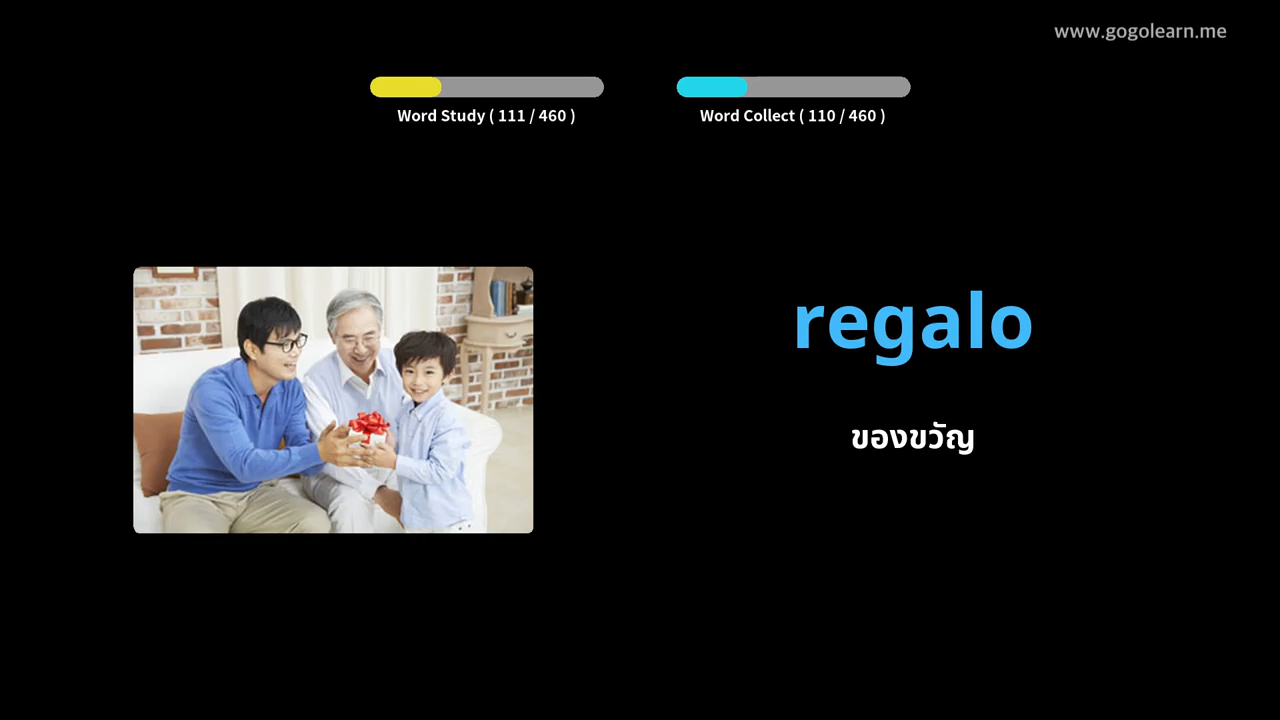 www.gogolearn.me
Word Study ( 111 / 460 )
Word Collect ( 110 / 460 )
regalo
ของขวัญ